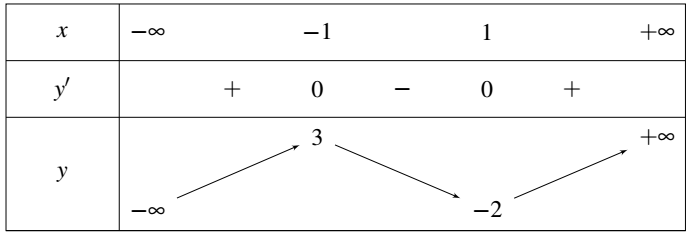 x −∞ −1 1 +∞
y′ + 0 − 0 +
3 +∞
y
−∞ −2